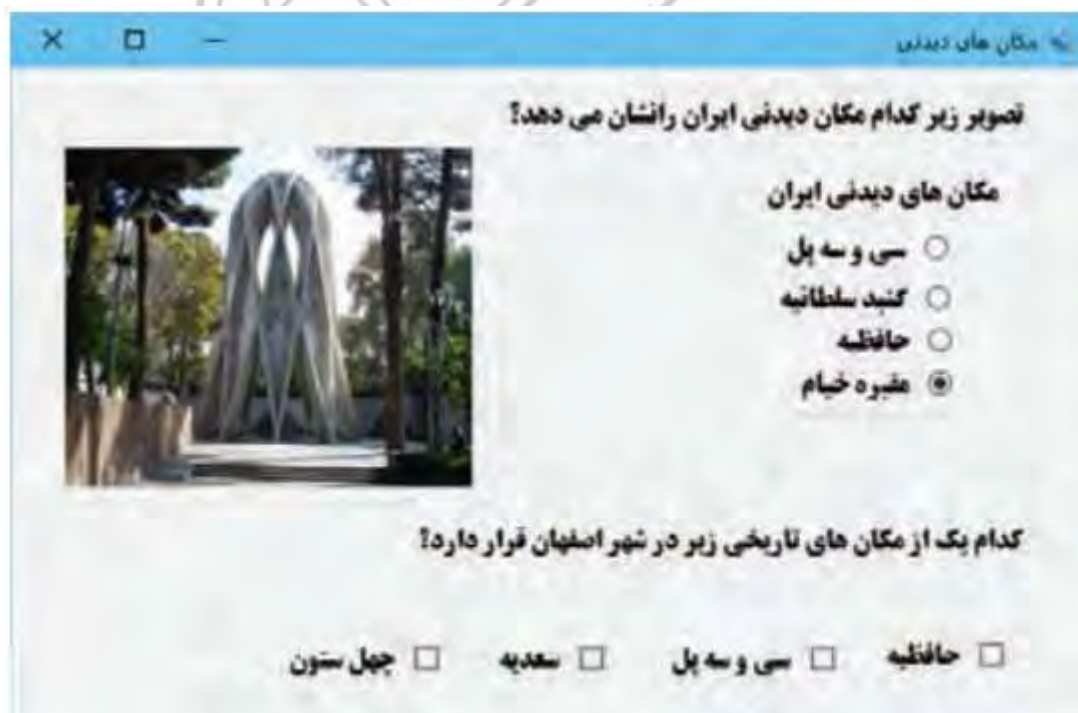 مکان های دیدنی
تصویر زیر کدام مکان دیدنی ایران رانشان می دهد؟
مکان های دیدنی ایران
سی و سه پل
گنبد سلطانیه
حافظیه
مقبره خیام
کدام یک از مکان های تاریخی زیر در شهر اصفهان قرار دارد؟
حافظیه سی و سه پل سعدیه چهل ستون